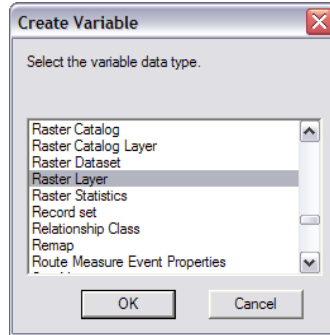 Create Variable
Select the variable data type.
Raster Catalog
Raster Catalog Layer
Raster Dataset
Raster Layer
Raster Statistics
Record set
Relationship Class
Remap
Route Measure Event Properties
OK
Cancel